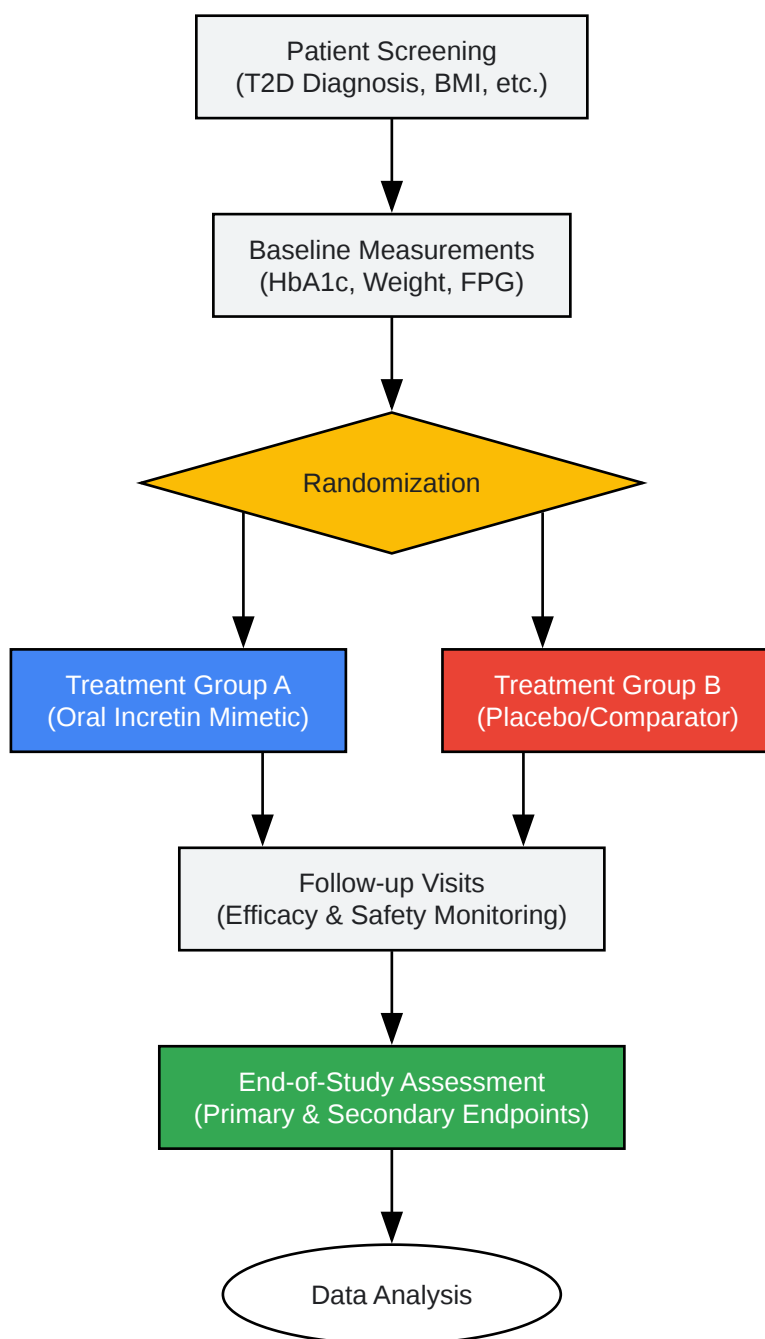 Patient Screening
(T2D Diagnosis, BMI, etc.)
Baseline Measurements
(HbA1c, Weight, FPG)
Randomization
Treatment Group A
(Oral Incretin Mimetic)
Treatment Group B
(Placebo/Comparator)
Follow-up Visits
(Efficacy & Safety Monitoring)
End-of-Study Assessment
(Primary & Secondary Endpoints)
Data Analysis